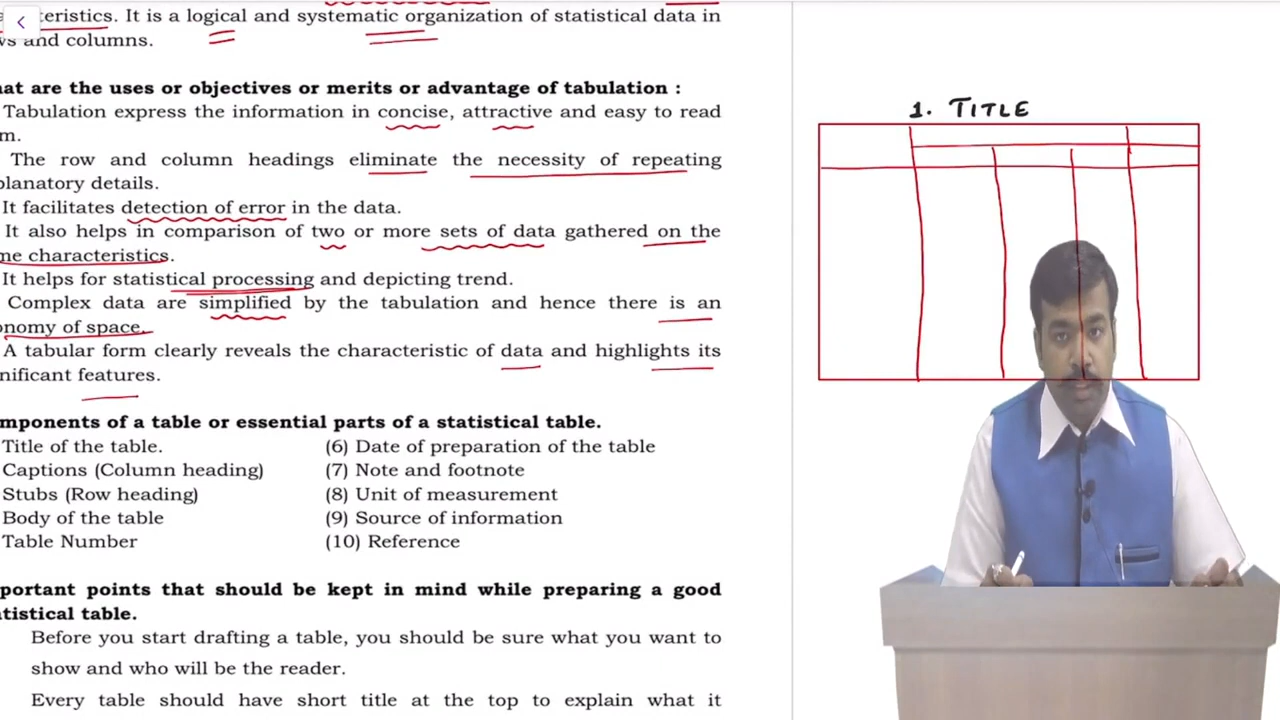 teristics. It is a logical and systematic organization of statistical data in
and columns.
at are the uses or objectives or merits or advantage of tabulation :
Tabulation express the information in concise, attractive and easy to read
m.
The row and column headings eliminate the necessity of repeating
planatory details.
It facilitates detection of error in the data.
It also helps in comparison of two or more sets of data gathered on the
me characteristics.
It helps for statistical processing and depicting trend.
Complex data are simplified by the tabulation and hence there is an
onomy of space.
A tabular form clearly reveals the characteristic of data and highlights its
nificant features.
mponents of a table or essential parts of a statistical table.
Title of the table. (6) Date of preparation of the table
Captions (Column heading) (7) Note and footnote
Stubs (Row heading) (8) Unit of measurement
Body of the table (9) Source of information
Table Number (10) Reference
portant points that should be kept in mind while preparing a good
tistical table.
Before you start drafting a table, you should be sure what you want to
show and who will be the reader.
Every table should have short title at the top to explain what it
1. TITLE